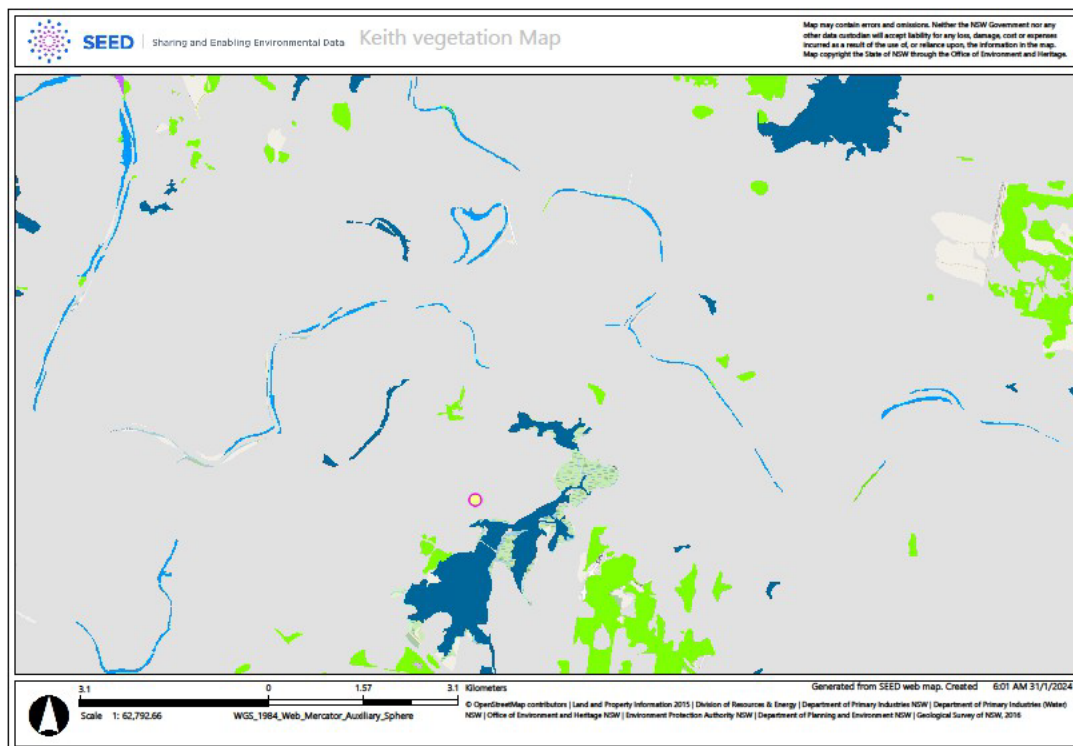 SEED
Sharing and Enabling Environmental Data
Keith vegetation Map
Map may contain errors and omissions. Neither the NSW Government nor any
other data custodian will accept liability for any loss, damage, cost or expenses
incurred as a result of the use of, or reliance upon, the information in the map.
Map copyright the State of NSW through the Office of Environment and Heritage.
3.1 0 1.57 3.1 Kilometers
Scale 1: 62,792.66 WGS_1984_Web_Mercator_Auxiliary_Sphere
Generated from SEED web map. Created 6:01 AM 31/1/2024
© OpenStreetMap contributors | Land and Property Information 2015 | Division of Resources & Energy | Department of Primary Industries NSW | Department of Primary Industries (Water)
NSW | Office of Environment and Heritage NSW | Environment Protection Authority NSW | Department of Planning and Environment NSW | Geological Survey of NSW, 2016